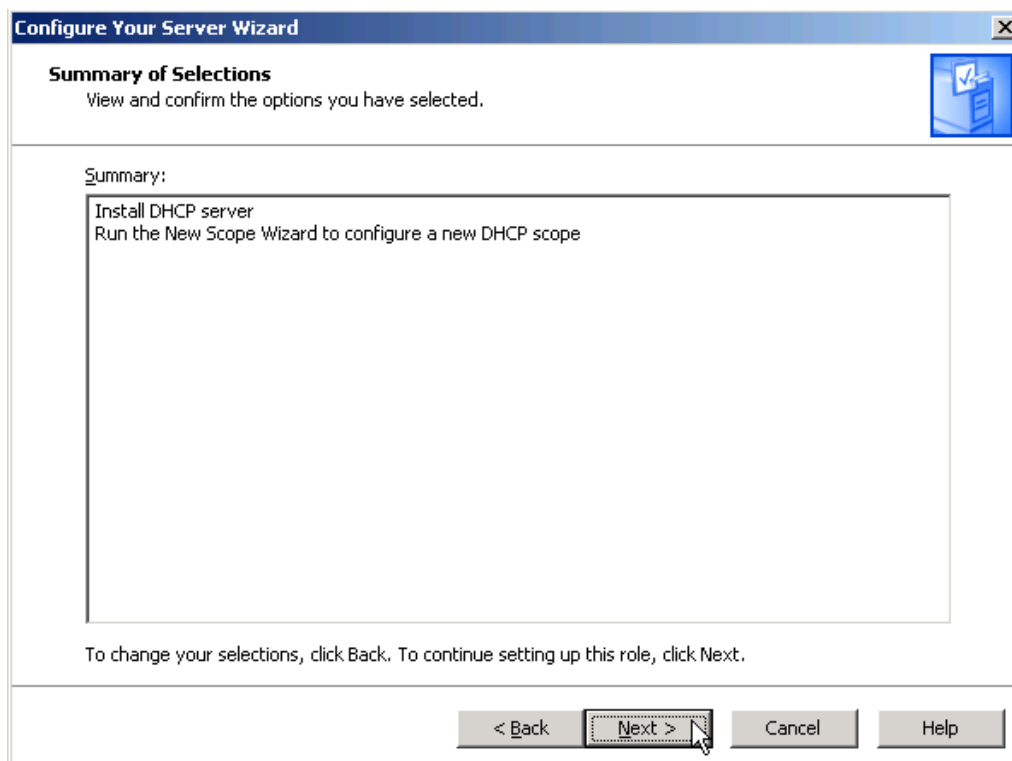 Configure Your Server Wizard
Summary of Selections
View and confirm the options you have selected.
Summary:
Install DHCP server
Run the New Scope Wizard to configure a new DHCP scope
To change your selections, click Back. To continue setting up this role, click Next.
< Back Next > Cancel Help